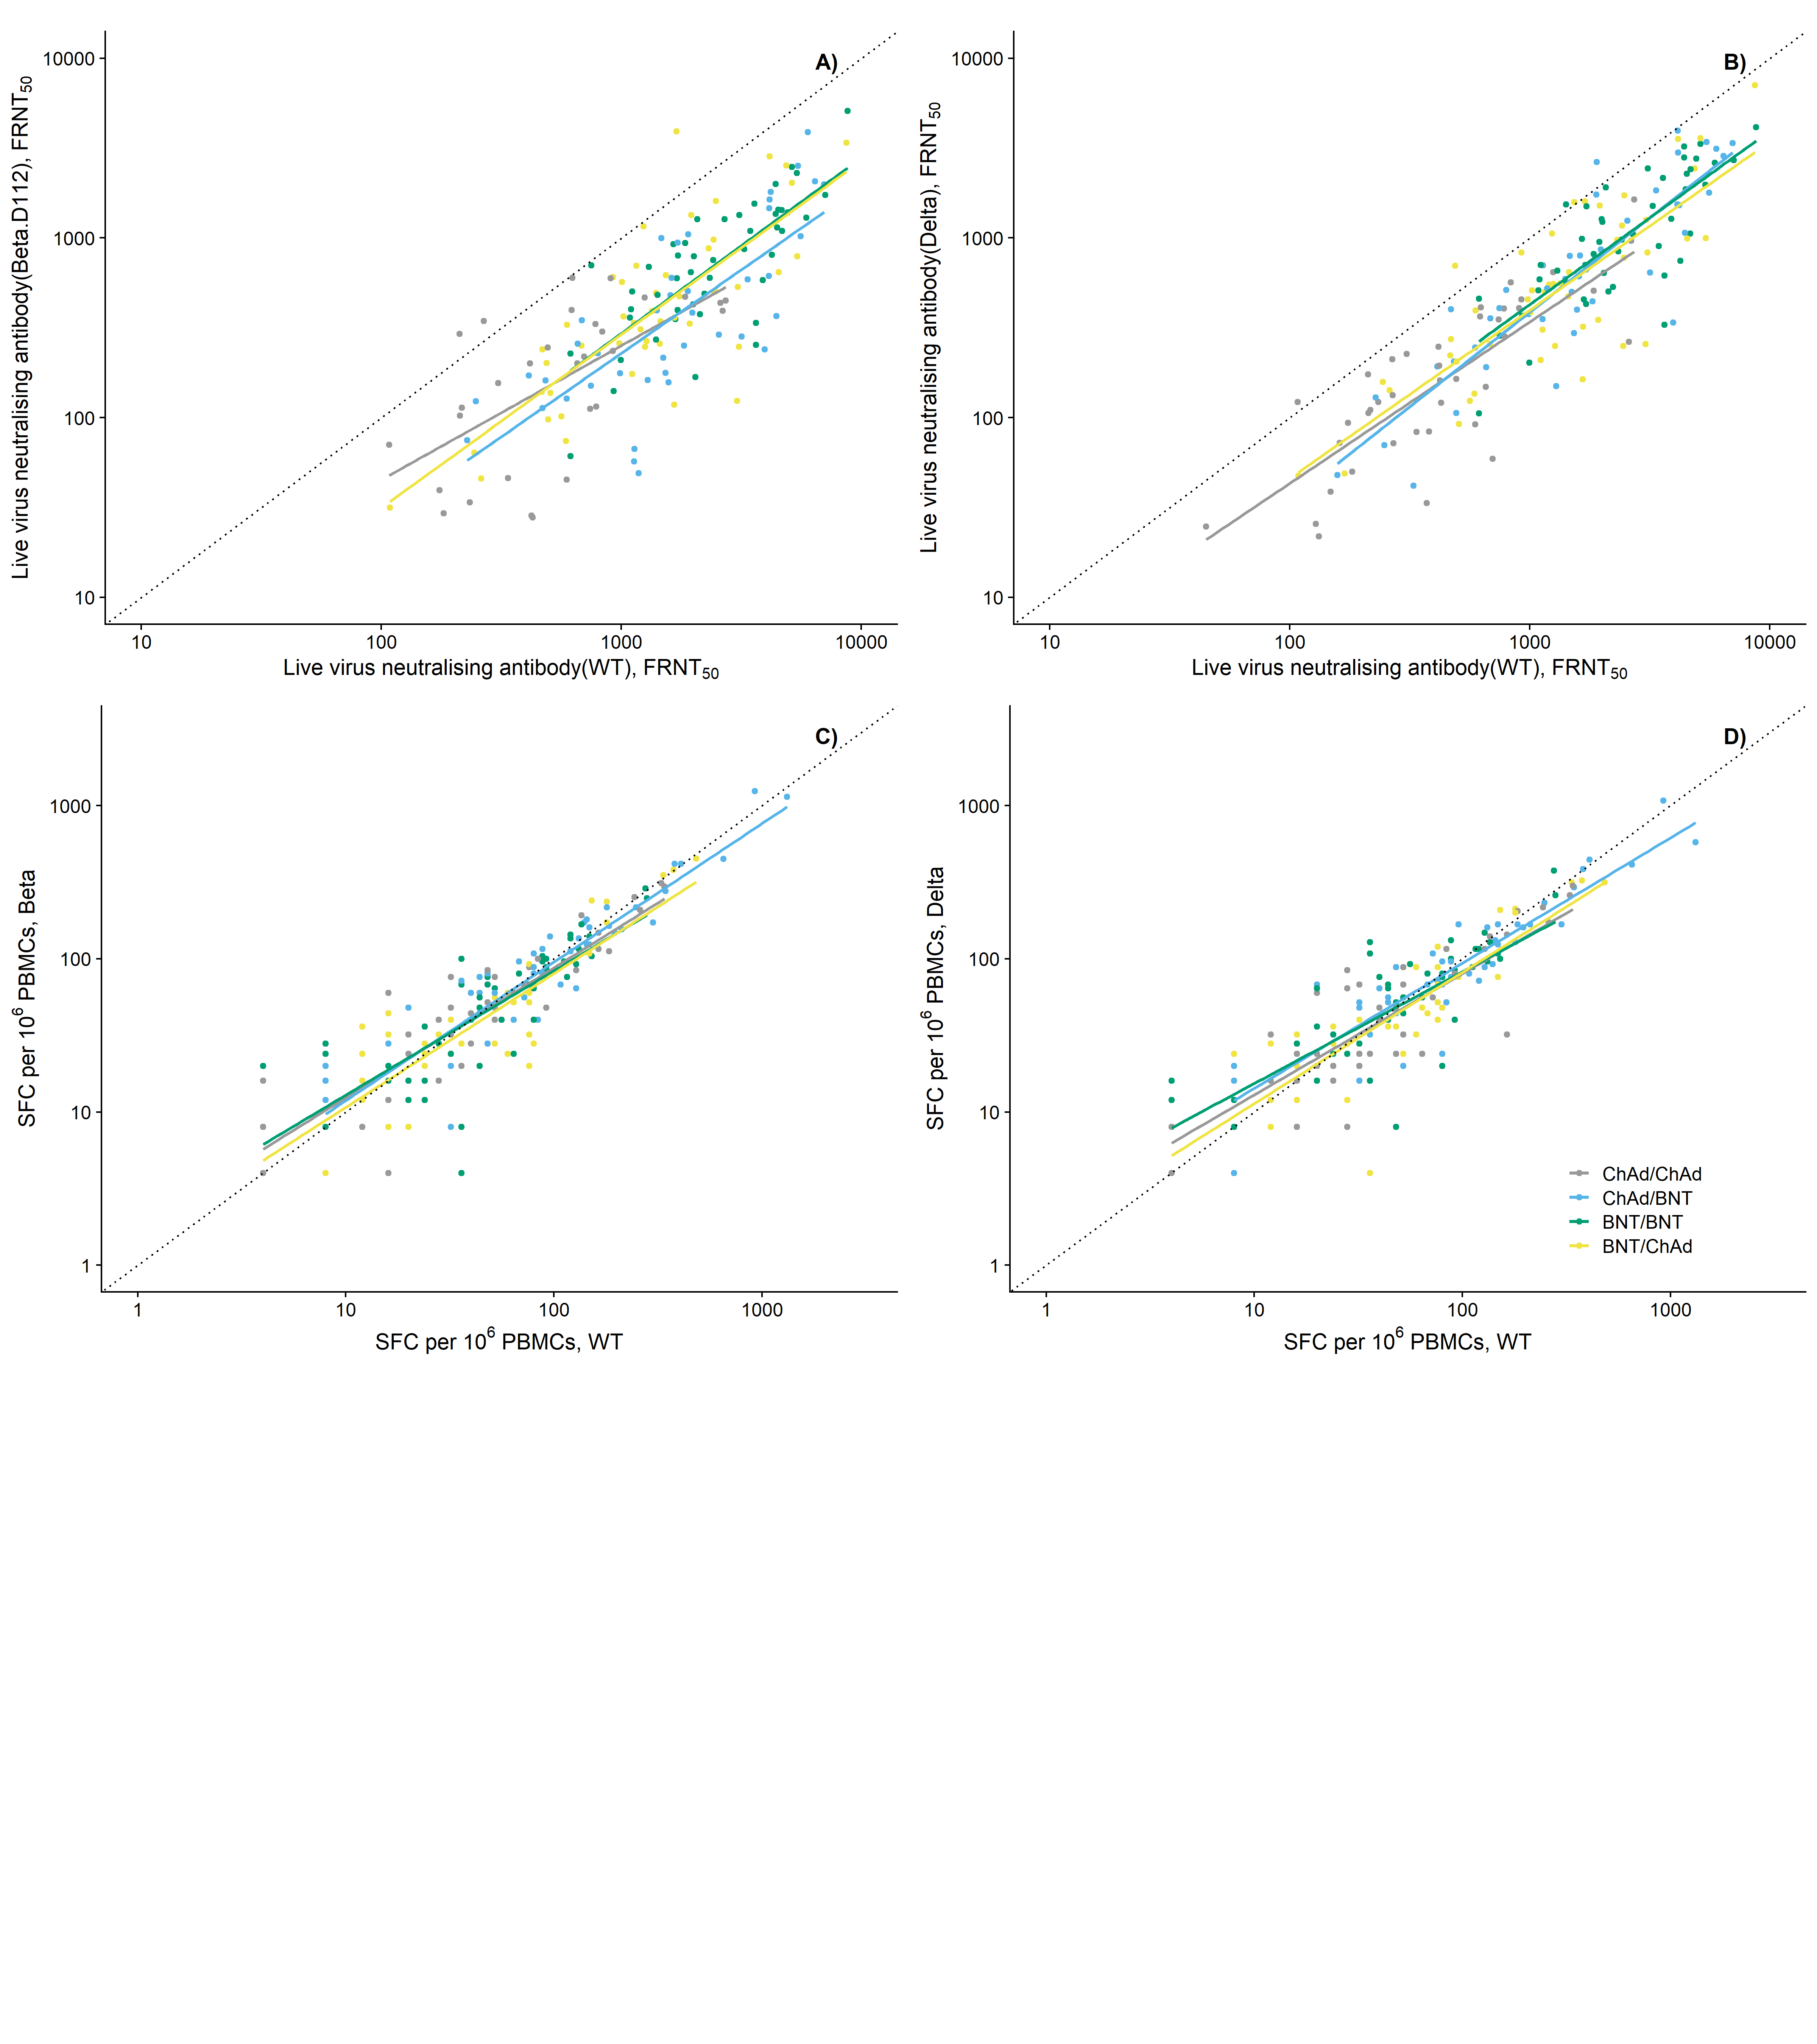 A)
Live virus neutralising antibody(Beta.D112), FRNT50
10000
1000
100
10
10 100 1000 10000
Live virus neutralising antibody(WT), FRNT50
B)
Live virus neutralising antibody(Delta), FRNT50
10000
1000
100
10
10 100 1000 10000
Live virus neutralising antibody(WT), FRNT50
C)
SFC per 10^6 PBMCs, Beta
1000
100
10
1
1 10 100 1000
SFC per 10^6 PBMCs, WT
D)
SFC per 10^6 PBMCs, Delta
1000
100
10
1
1 10 100 1000
SFC per 10^6 PBMCs, WT
ChAd/ChAd
ChAd/BNT
BNT/BNT
BNT/ChAd